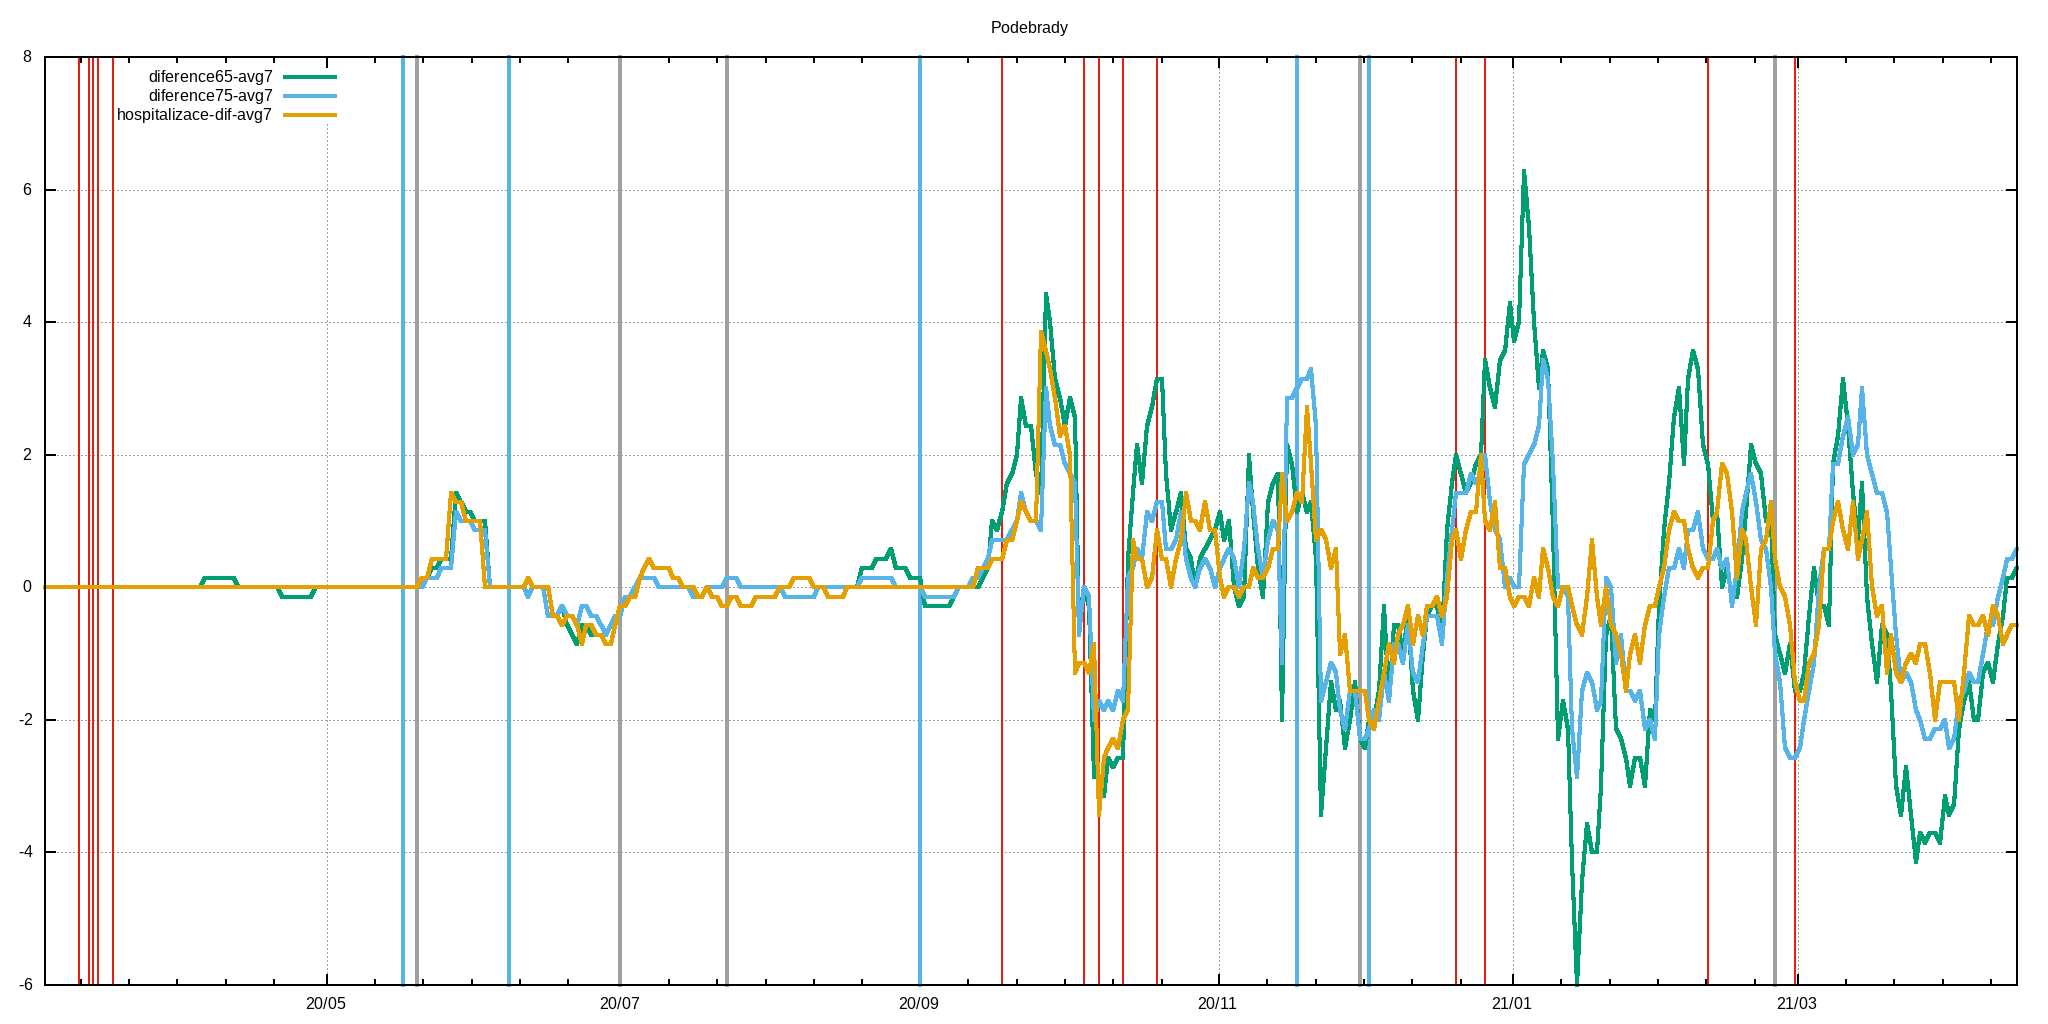 Podebrady
8
diference65-avg7
diference75-avg7
hospitalizace-dif-avg7
6
4
2
0
-2
-4
-6
20/05 20/07 20/09 20/11 21/01 21/03